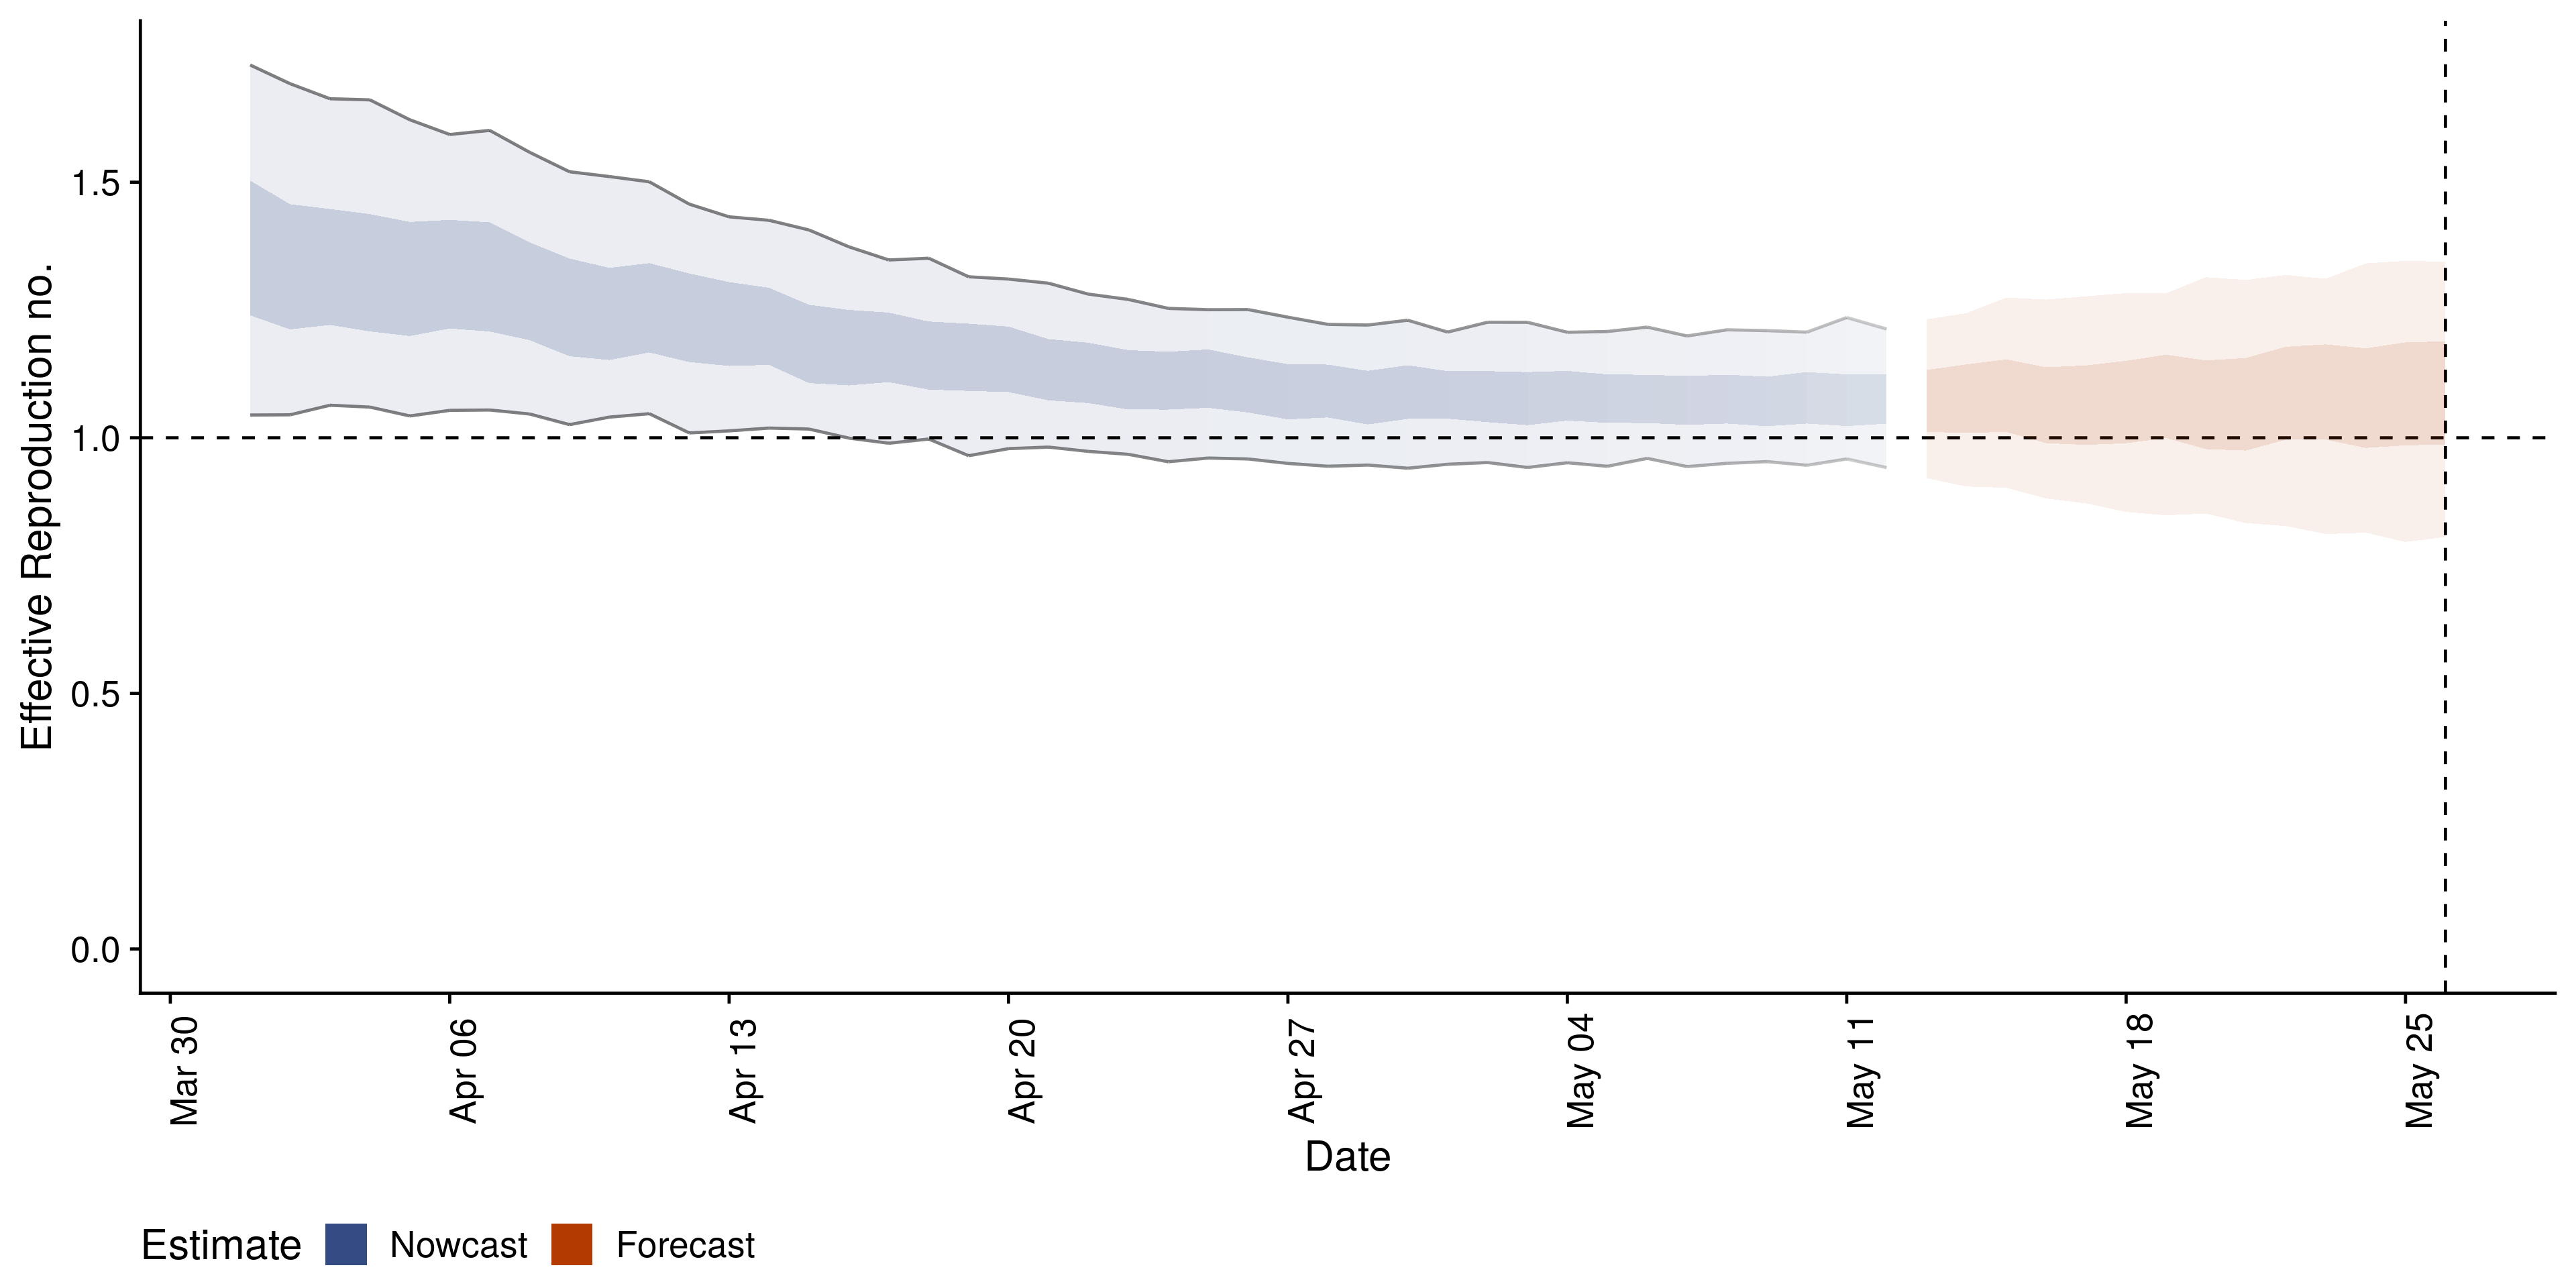 Effective Reproduction no.
1.5
1.0
0.5
0.0
Mar 30
Apr 06
Apr 13
Apr 20
Apr 27
May 04
May 11
May 18
May 25
Date
Estimate Nowcast Forecast